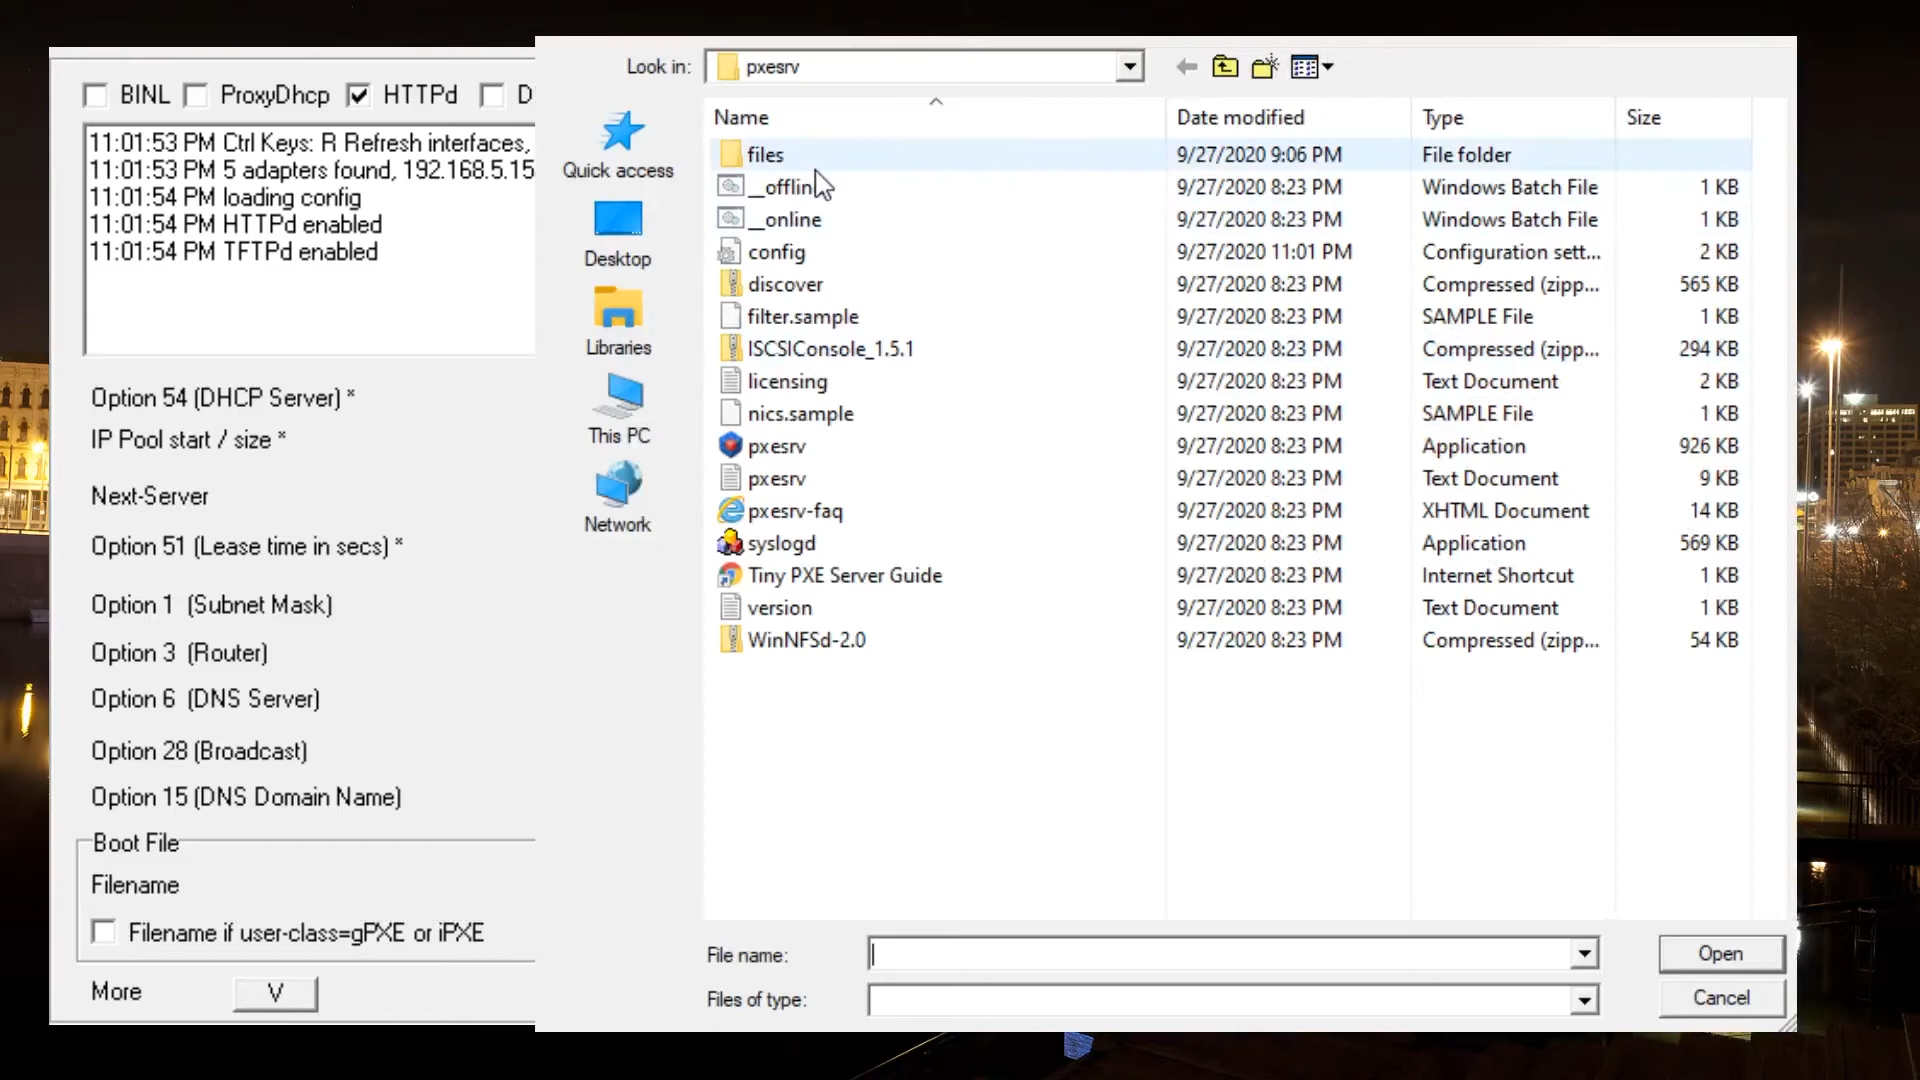 BINL ProxyDhcp HTTPd D
11:01:53 PM Ctrl Keys: R Refresh interfaces,
11:01:53 PM 5 adapters found, 192.168.5.15
11:01:54 PM loading config
11:01:54 PM HTTPd enabled
11:01:54 PM TFTPd enabled
Option 54 (DHCP Server) *
IP Pool start / size *
Next-Server
Option 51 (Lease time in secs) *
Option 1 (Subnet Mask)
Option 3 (Router)
Option 6 (DNS Server)
Option 28 (Broadcast)
Option 15 (DNS Domain Name)
Boot File
Filename
Filename if user-class=gPXE or iPXE
More V
Look in: pxesrv
Quick access
Desktop
Libraries
This PC
Network
Name Date modified Type Size
files 9/27/2020 9:06 PM File folder
__offlin 9/27/2020 8:23 PM Windows Batch File 1 KB
__online 9/27/2020 8:23 PM Windows Batch File 1 KB
config 9/27/2020 11:01 PM Configuration sett... 2 KB
discover 9/27/2020 8:23 PM Compressed (zipp... 565 KB
filter.sample 9/27/2020 8:23 PM SAMPLE File 1 KB
ISCSIConsole_1.5.1 9/27/2020 8:23 PM Compressed (zipp... 294 KB
licensing 9/27/2020 8:23 PM Text Document 2 KB
nics.sample 9/27/2020 8:23 PM SAMPLE File 1 KB
pxesrv 9/27/2020 8:23 PM Application 926 KB
pxesrv 9/27/2020 8:23 PM Text Document 9 KB
pxesrv-faq 9/27/2020 8:23 PM XHTML Document 14 KB
syslogd 9/27/2020 8:23 PM Application 569 KB
Tiny PXE Server Guide 9/27/2020 8:23 PM Internet Shortcut 1 KB
version 9/27/2020 8:23 PM Text Document 1 KB
WinNFSd-2.0 9/27/2020 8:23 PM Compressed (zipp... 54 KB
File name: Open
Files of type: Cancel